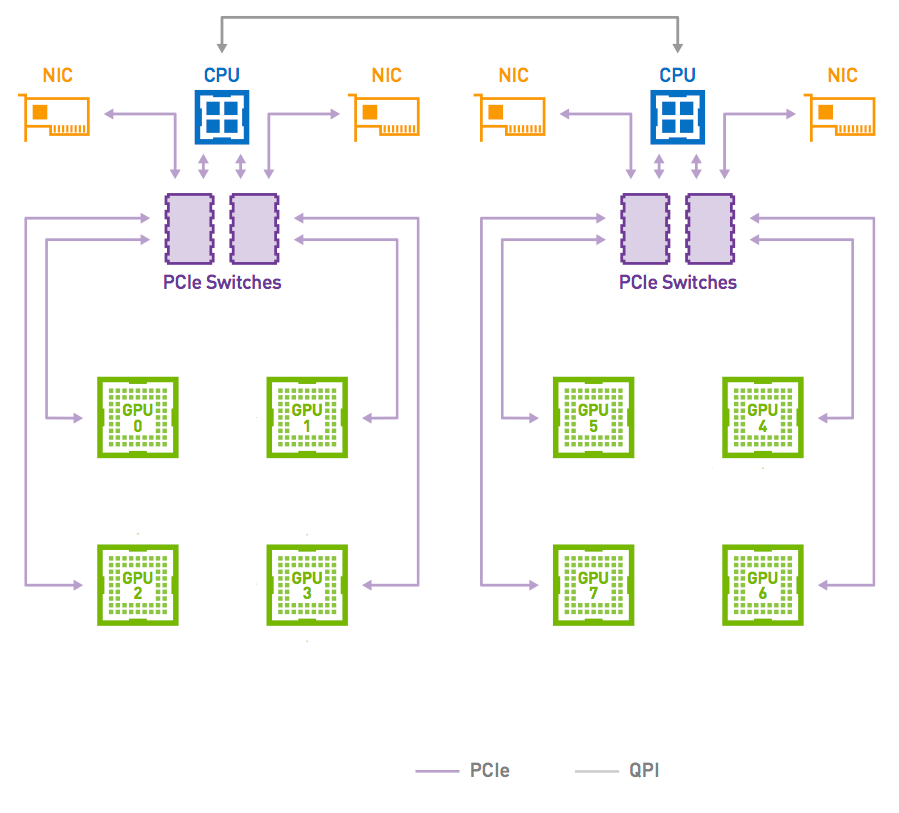 NIC
CPU
NIC
NIC
CPU
NIC
PCIe Switches
PCIe Switches
GPU
0
GPU
1
GPU
5
GPU
4
GPU
2
GPU
3
GPU
7
GPU
6
PCIe
QPI